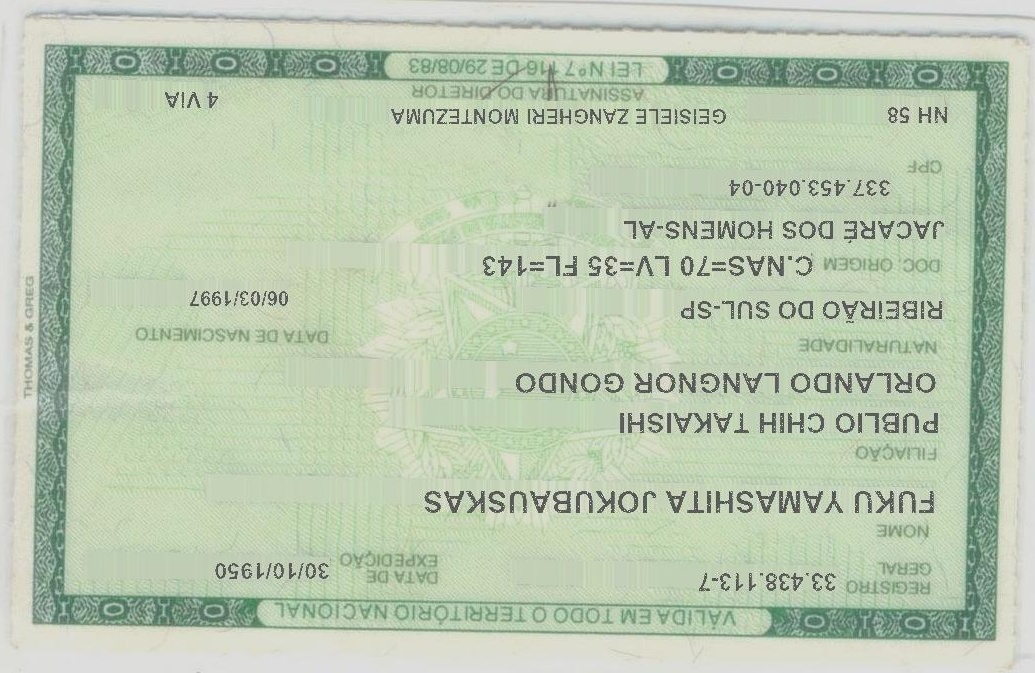 VÁLIDA EM TODO O TERRITÓRIO NACIONAL
REGISTRO GERAL 33.438.113-7 DATA DE EXPEDIÇÃO 30/10/1950
NOME
FUKU YAMASHITA JOKUBAUSKAS
FILIAÇÃO
PUBLIO CHIH TAKAISHI
ORLANDO LANGNOR GONDO
NATURALIDADE DATA DE NASCIMENTO
RIBEIRÃO DO SUL-SP 06/03/1997
DOC. ORIGEM C.NAS=70 LV=35 FL=143
JACARÉ DOS HOMENS-AL
337.453.040-04
CPF
NH 58 GEISIELE ZANGHERI MONTEZUMA 4 VIA
ASSINATURA DO DIRETOR
LEI Nº 7.116 DE 29/08/83
THOMAS & GREG